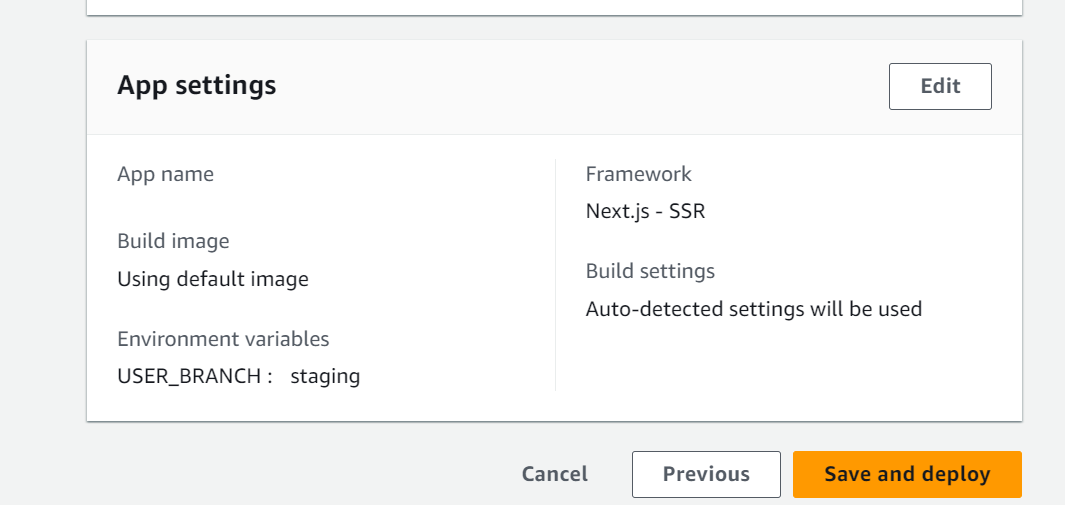 App settings
Edit
App name
Build image
Using default image
Environment variables
USER_BRANCH : staging
Framework
Next.js - SSR
Build settings
Auto-detected settings will be used
Cancel
Previous
Save and deploy